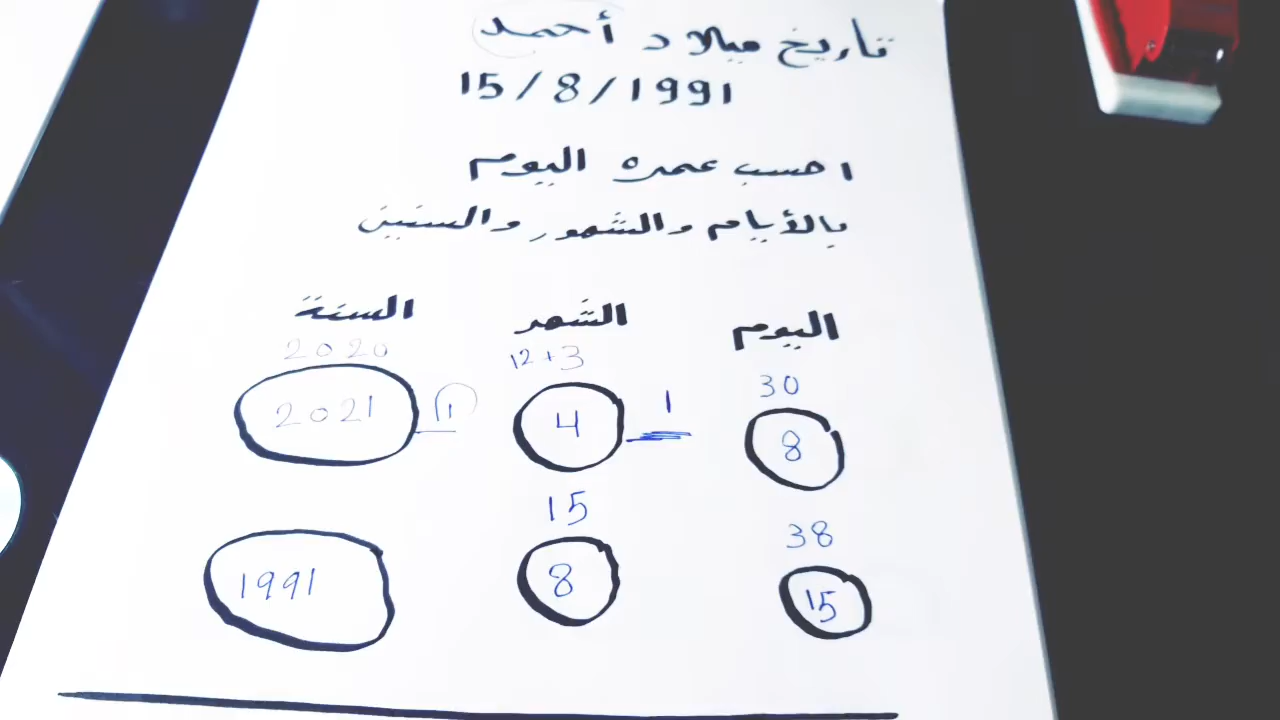 تاريخ ميلاد أحمد
15/8/1991
احسب عمره اليوم
بالأيام والشهور والسنين
اليوم الشهر السنة
30 12+3 2020
8 1 4 1 2021
38 15
15 8 1991